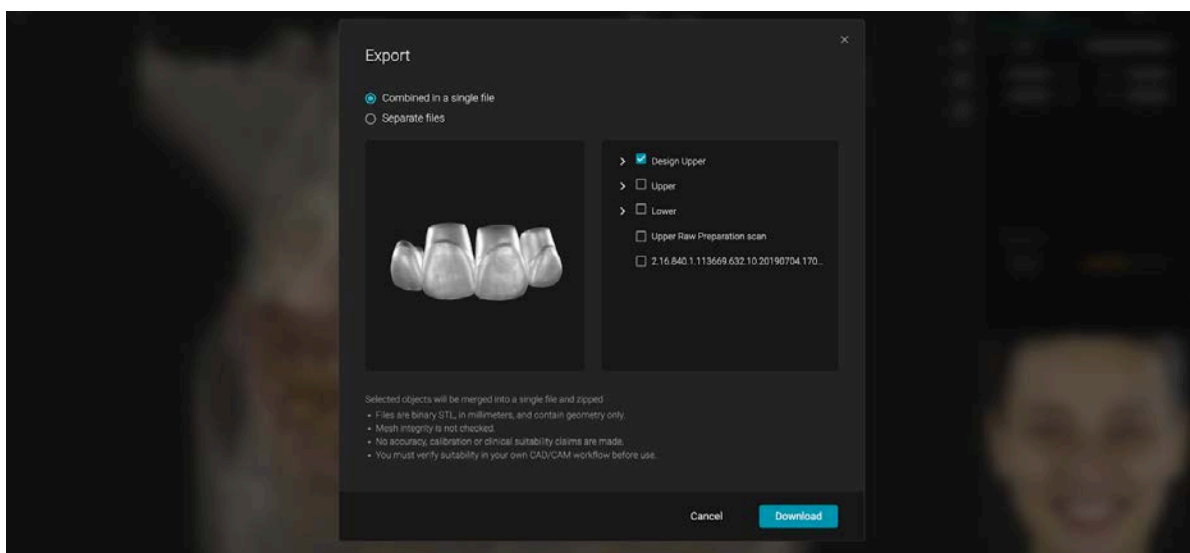 Export
Combined in a single file
Separate files
Design Upper
Upper
Lower
Upper Raw Preparation scan
2.16.840.1.113669.632.10.20190704.170...
Selected objects will be merged into a single file and zipped
• Files are binary STL, in millimeters, and contain geometry only.
• Mesh integrity is not checked.
• No accuracy, calibration or clinical suitability claims are made.
• You must verify suitability in your own CAD/CAM workflow before use.
Cancel
Download